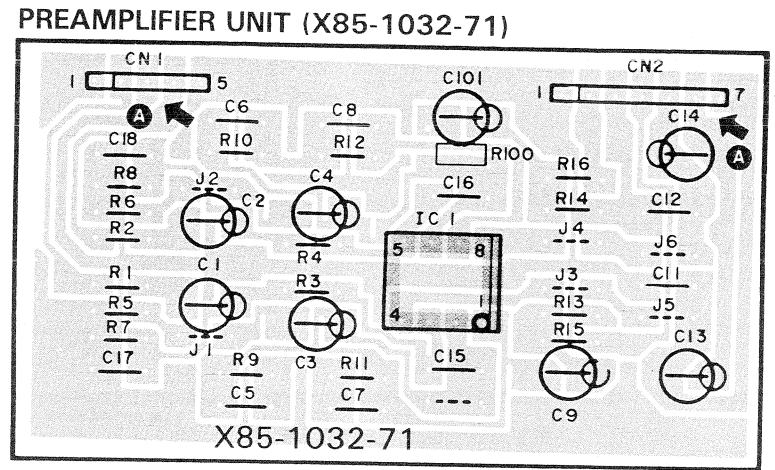 PREAMPLIFIER UNIT (X85-1032-71)
CN1
1 5
CN2
1 7
C101
C6
C8
C14
A
A
C18
R10
R12
R100
R8
J2
C4
C16
R16
R6
C2
R14
C12
R2
IC1
J4
R4
5 8
J6
R1
C1
R3
J3
C11
R5
4 1
R13
J5
R7
R15
J1
C3
C13
C17
R9
R11
C15
C5
C7
C9
X85-1032-71